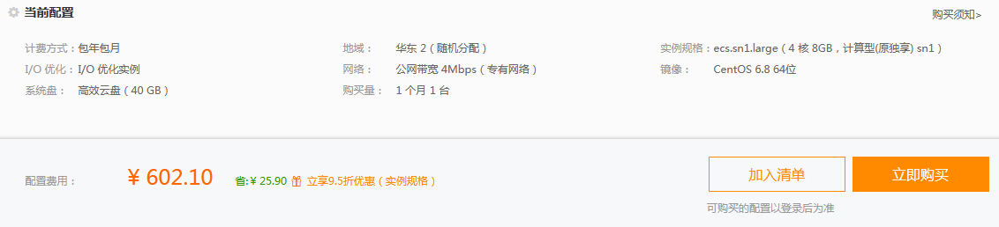 当前配置
购买须知>
计费方式：包年包月
地域： 华东 2（随机分配）
实例规格：ecs.sn1.large（4 核 8GB，计算型(原独享) sn1）
I/O 优化：I/O 优化实例
网络： 公网带宽 4Mbps（专有网络）
镜像： CentOS 6.8 64位
系统盘： 高效云盘（40 GB）
购买量： 1 个月 1 台
配置费用： ¥ 602.10 省:¥ 25.90 立享9.5折优惠（实例规格）
加入清单
立即购买
可购买的配置以登录后为准